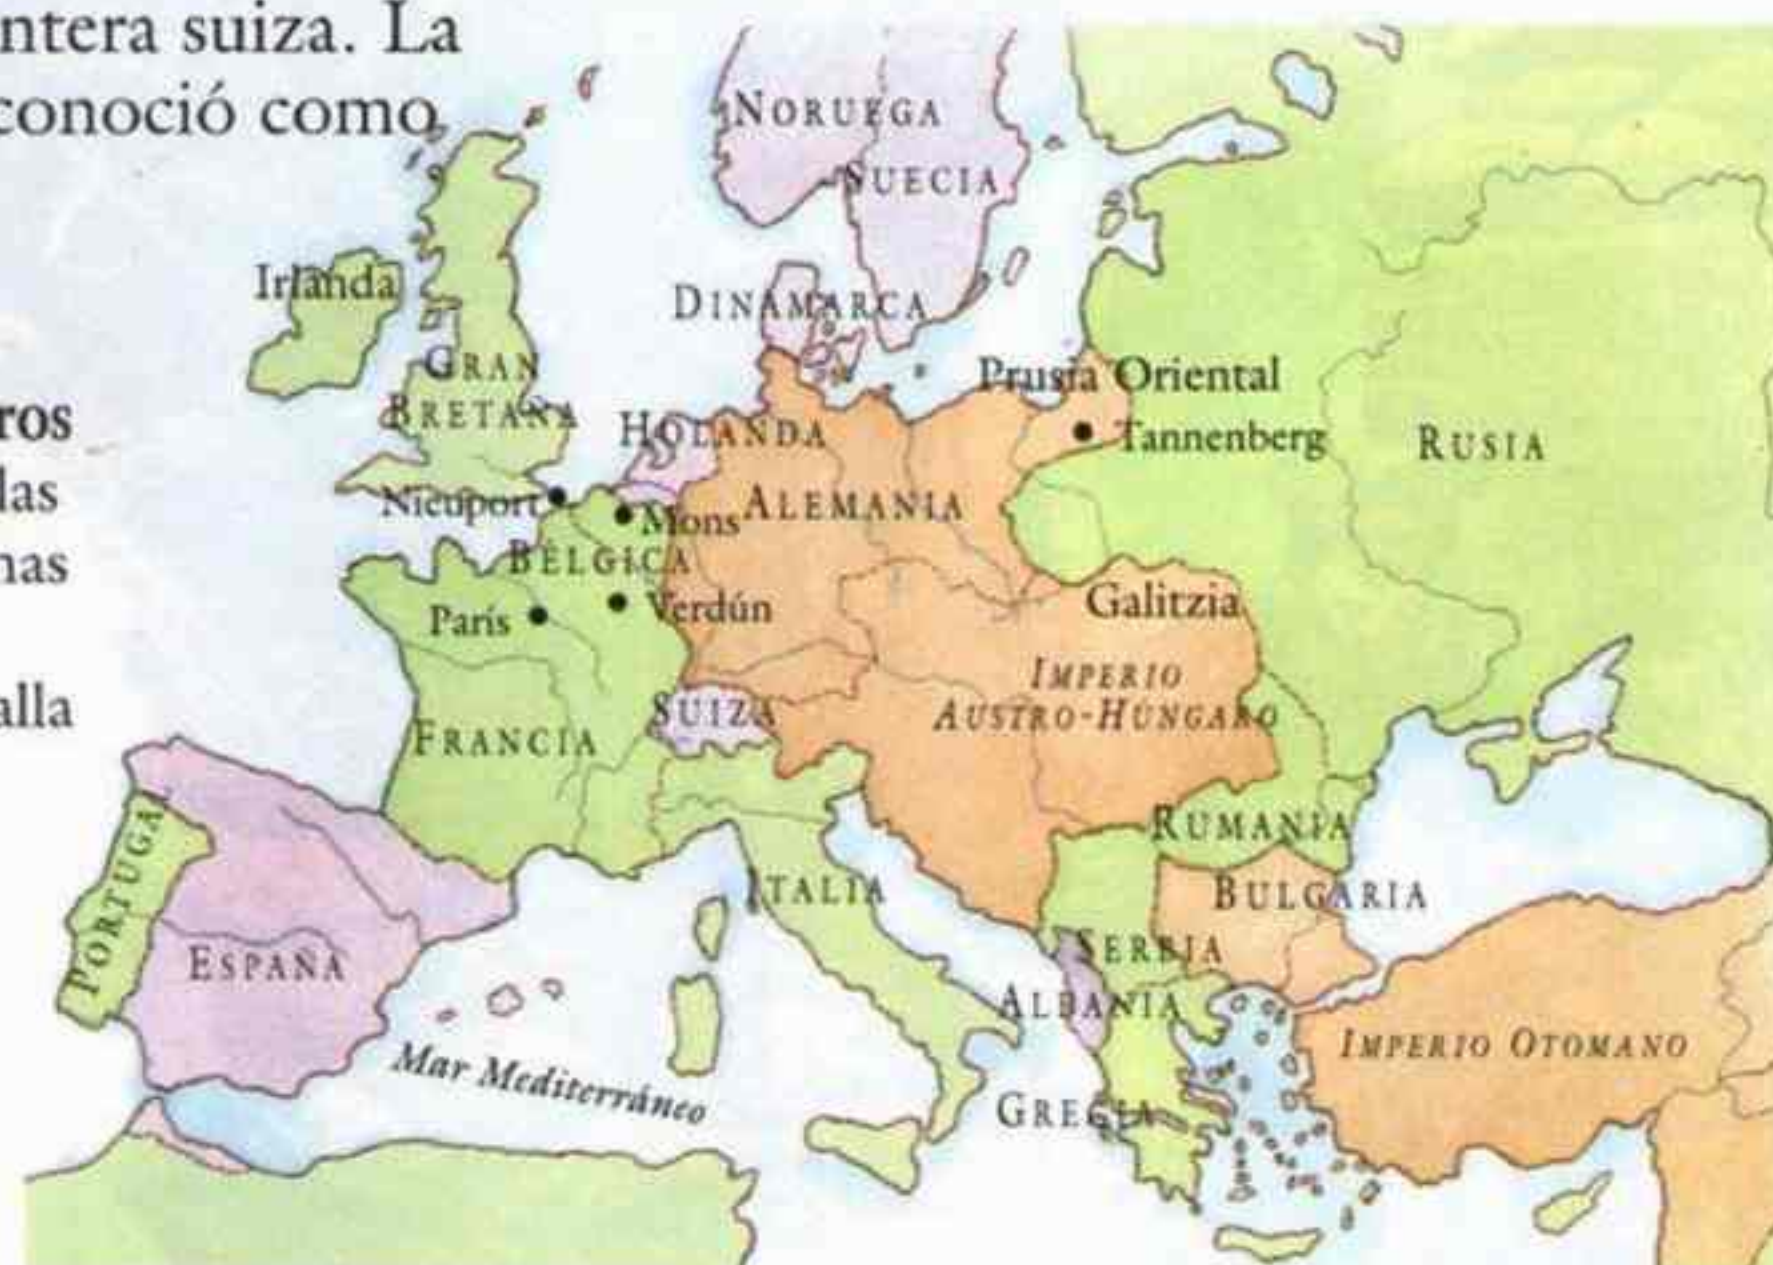 ntera suiza. La
conoció como
ros
las
nas
alla
NORUEGA
SUECIA
Irlanda
DINAMARCA
GRAN
BRETAÑA
Prusia Oriental
HOLANDA
Tannenberg
RUSIA
Nieuport
Mons
ALEMANIA
BÉLGICA
París
Verdún
Galitzia
IMPERIO
AUSTRO-HÚNGARO
SUIZA
FRANCIA
RUMANIA
PORTUGAL
ITALIA
BULGARIA
ESPAÑA
SERBIA
ALBANIA
Mar Mediterráneo
IMPERIO OTOMANO
GRECIA